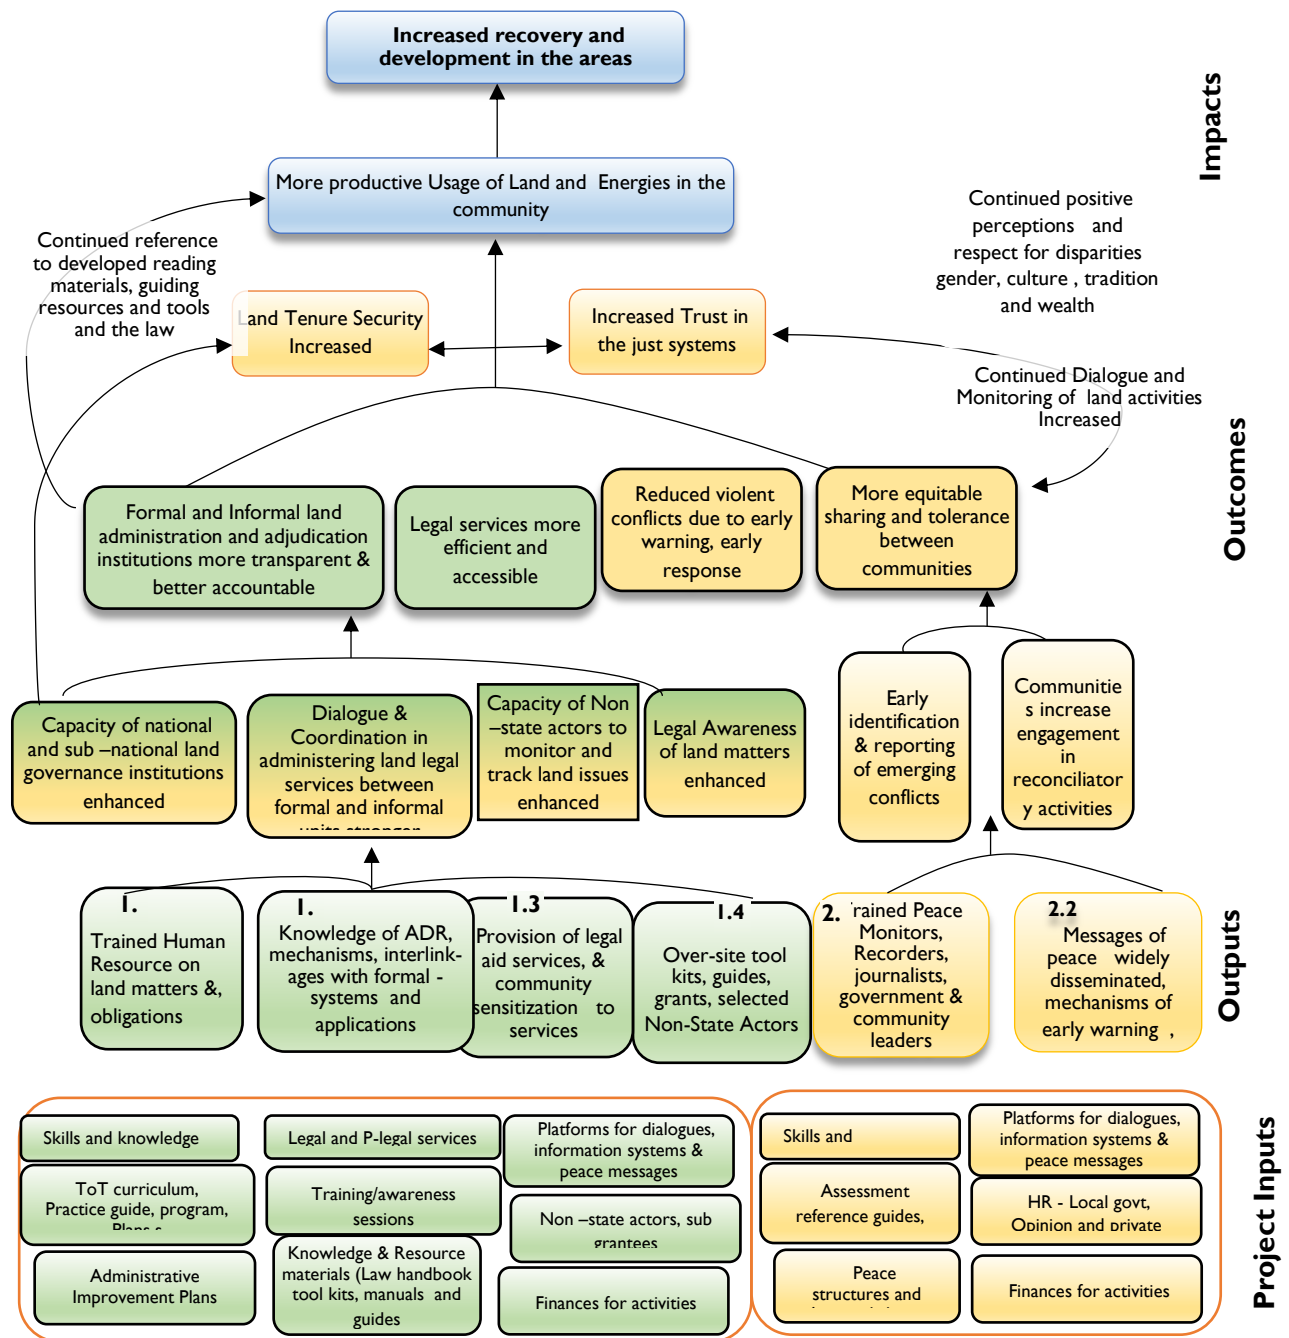 Increased recovery and
development in the areas
Impacts
More productive Usage of Land and Energies in the
community
Continued positive
perceptions and
respect for disparities
gender, culture , tradition
and wealth
Continued reference
to developed reading
materials, guiding
resources and tools
and the law
Land Tenure Security
Increased
Increased Trust in
the just systems
Continued Dialogue and
Monitoring of land activities
Increased
Outcomes
Formal and Informal land
administration and adjudication
institutions more transparent &
better accountable
Legal services more
efficient and
accessible
Reduced violent
conflicts due to early
warning, early
response
More equitable
sharing and tolerance
between
communities
Capacity of national
and sub –national land
governance institutions
enhanced
Dialogue &
Coordination in
administering land legal
services between
formal and informal
units stronger
Capacity of Non
–state actors to
monitor and
track land issues
enhanced
Legal Awareness
of land matters
enhanced
Early
identification
& reporting
of emerging
conflicts
Communitie
s increase
engagement
in
reconciliator
y activities
Outputs
1.
Trained Human
Resource on
land matters &,
obligations
1.
Knowledge of ADR,
mechanisms, interlink-
ages with formal -
systems and
applications
1.3
Provision of legal
aid services, &
community
sensitization to
services
1.4
Over-site tool
kits, guides,
grants, selected
Non-State Actors
2.
Trained Peace
Monitors,
Recorders,
journalists,
government &
community
leaders
2.2
Messages of
peace widely
disseminated,
mechanisms of
early warning ,
Project Inputs
Skills and knowledge
ToT curriculum,
Practice guide, program,
Plans s
Administrative
Improvement Plans
Legal and P-legal services
Training/awareness
sessions
Knowledge & Resource
materials (Law handbook
tool kits, manuals and
guides
Platforms for dialogues,
information systems &
peace messages
Non –state actors, sub
grantees
Finances for activities
Skills and
Assessment
reference guides,
Peace
structures and
Platforms for dialogues,
information systems &
peace messages
HR - Local govt,
Opinion and private
Finances for activities